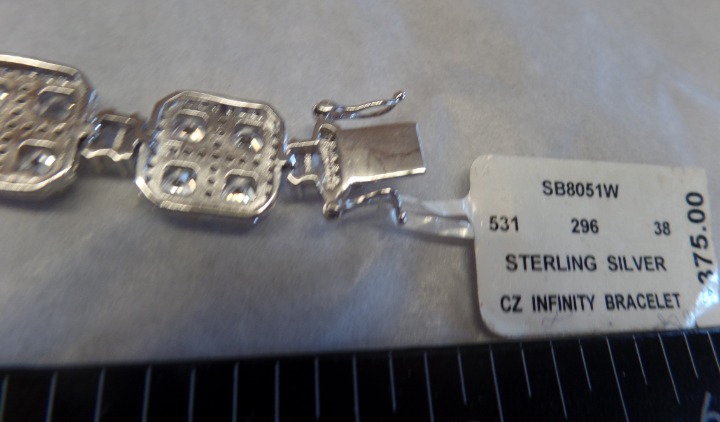 SB8051W
531 296 38
STERLING SILVER
CZ INFINITY BRACELET
375.00